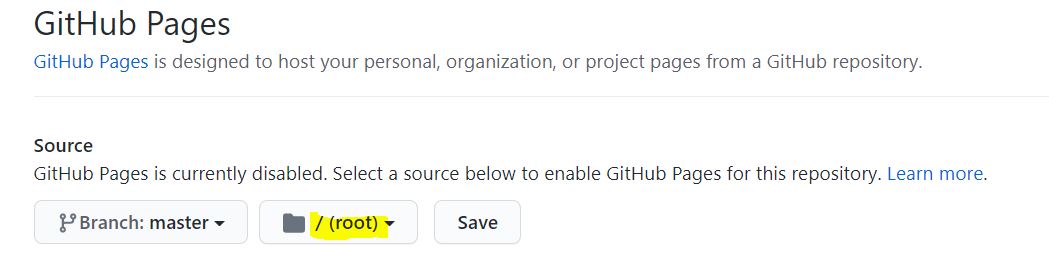 GitHub Pages
GitHub Pages is designed to host your personal, organization, or project pages from a GitHub repository.
Source
GitHub Pages is currently disabled. Select a source below to enable GitHub Pages for this repository. Learn more.
Branch: master / (root) Save